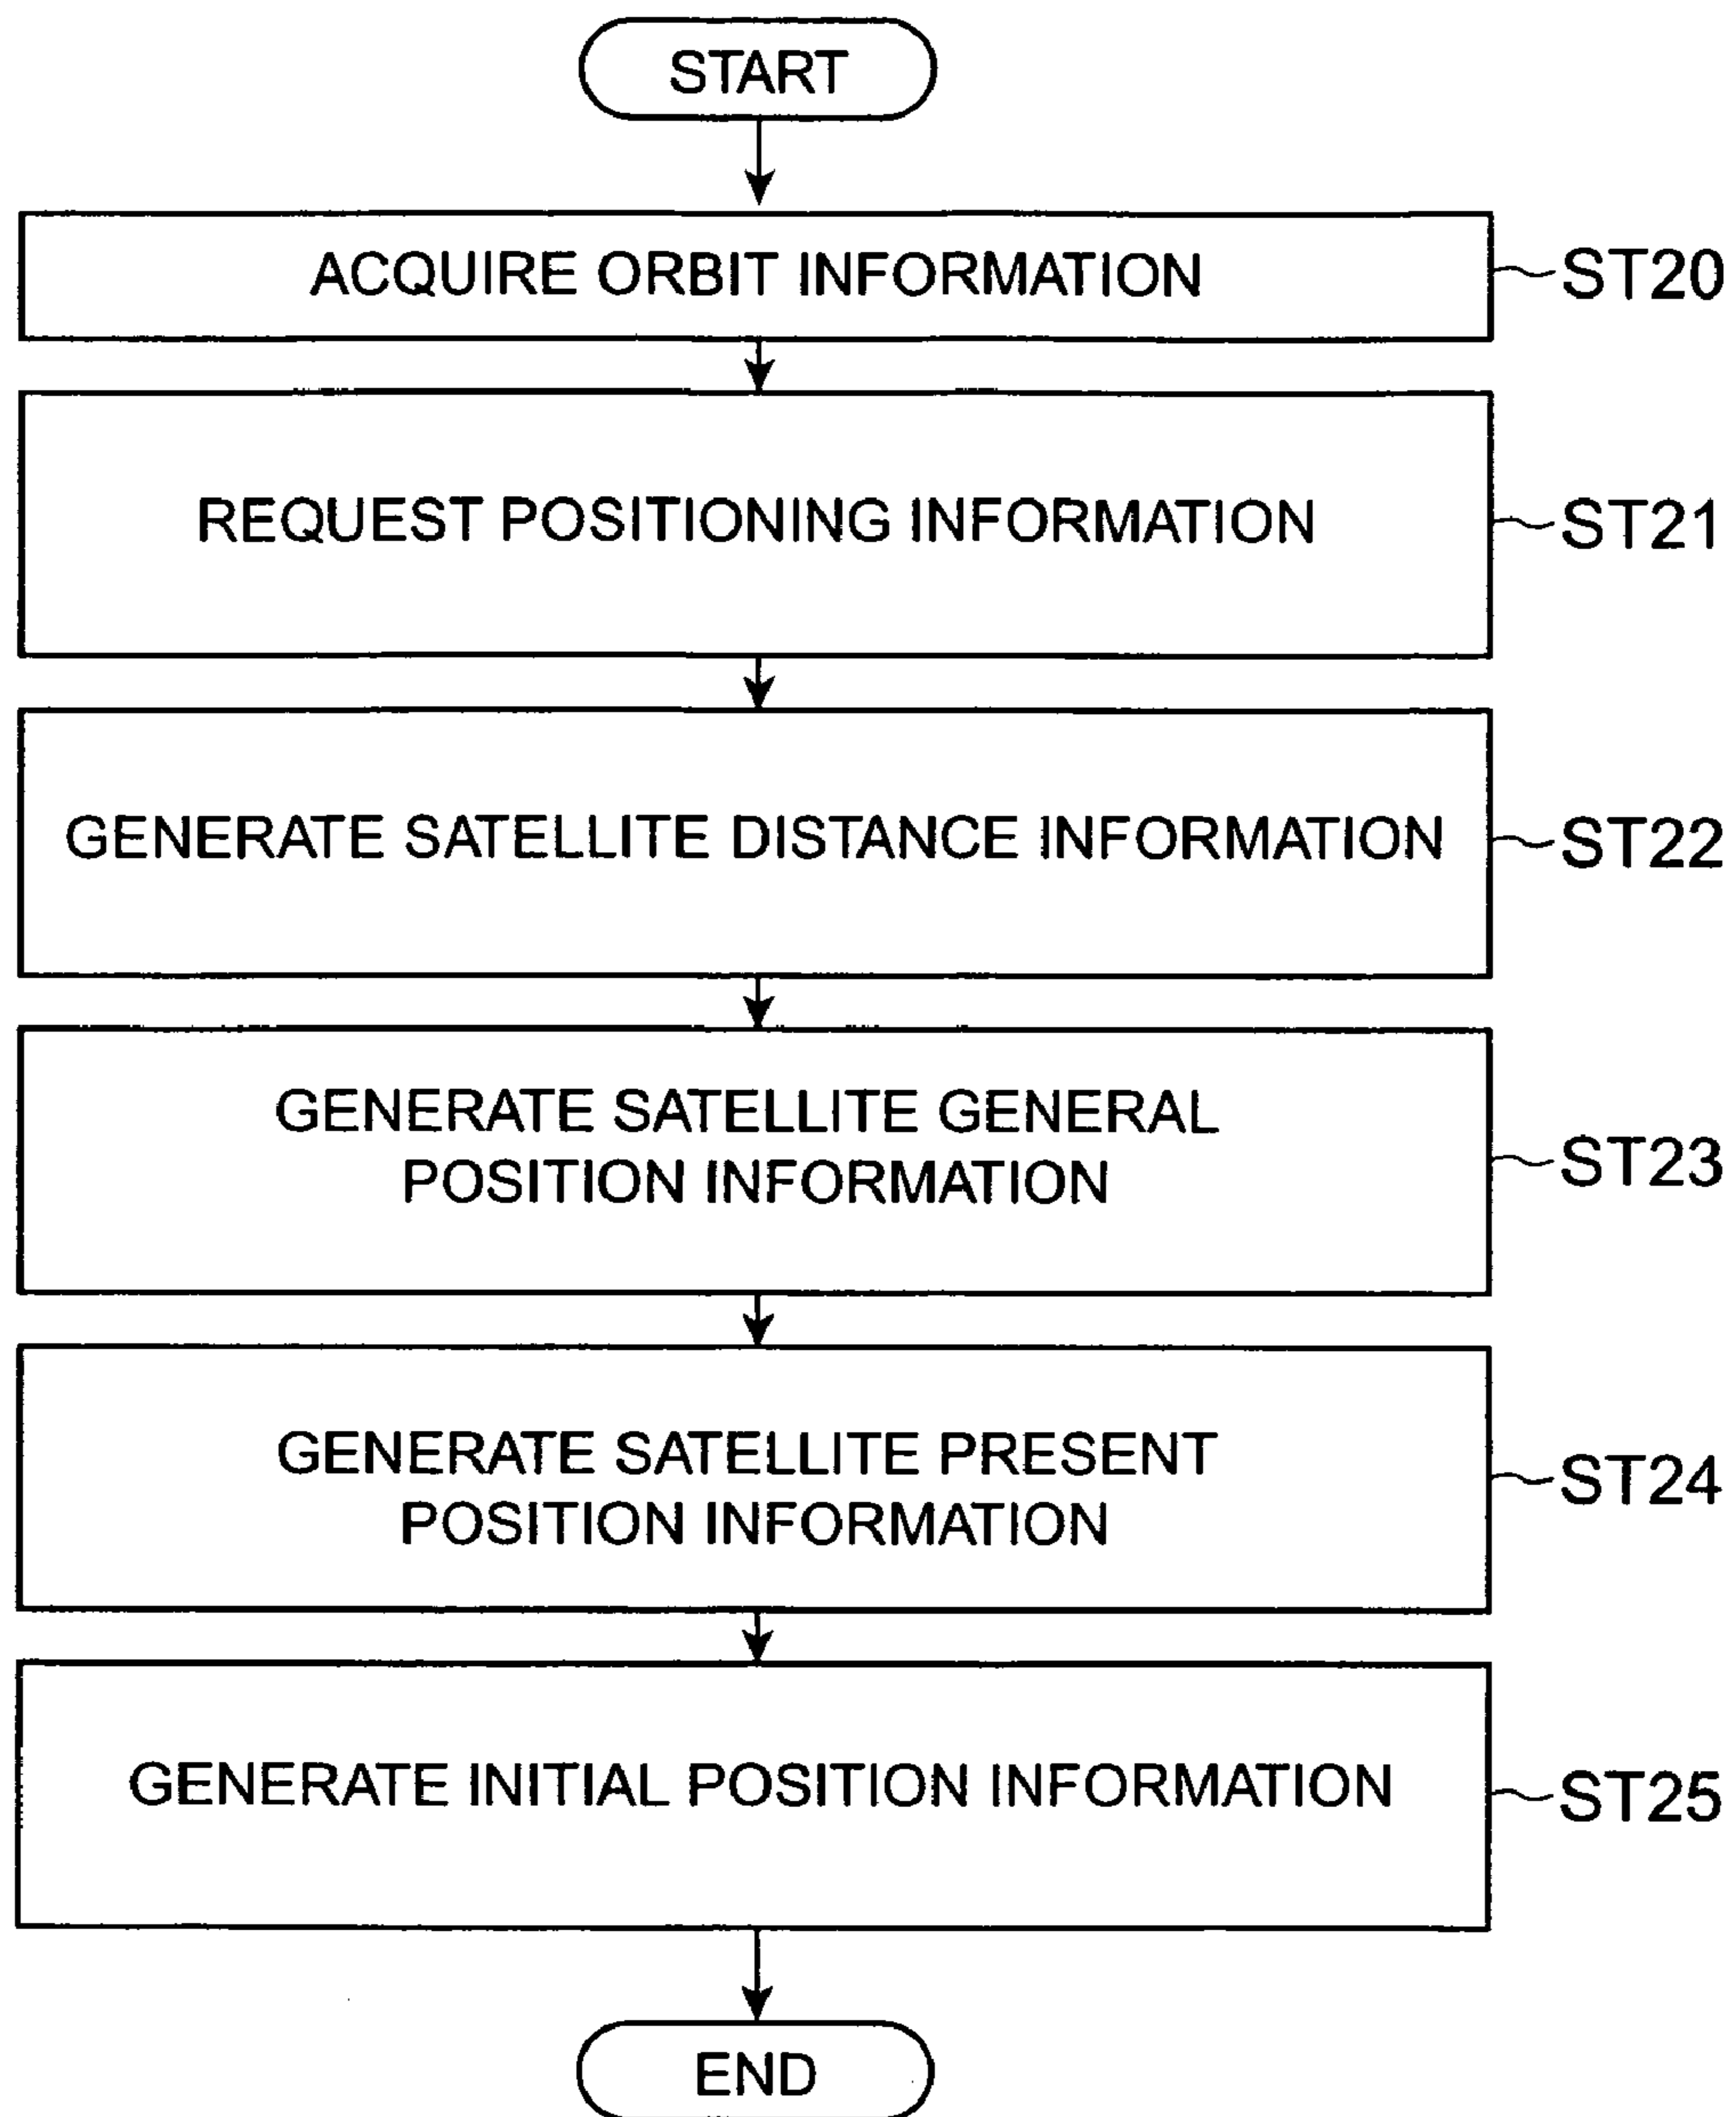 START
ACQUIRE ORBIT INFORMATION
ST20
REQUEST POSITIONING INFORMATION
ST21
GENERATE SATELLITE DISTANCE INFORMATION
ST22
GENERATE SATELLITE GENERAL
POSITION INFORMATION
ST23
GENERATE SATELLITE PRESENT
POSITION INFORMATION
ST24
GENERATE INITIAL POSITION INFORMATION
ST25
END